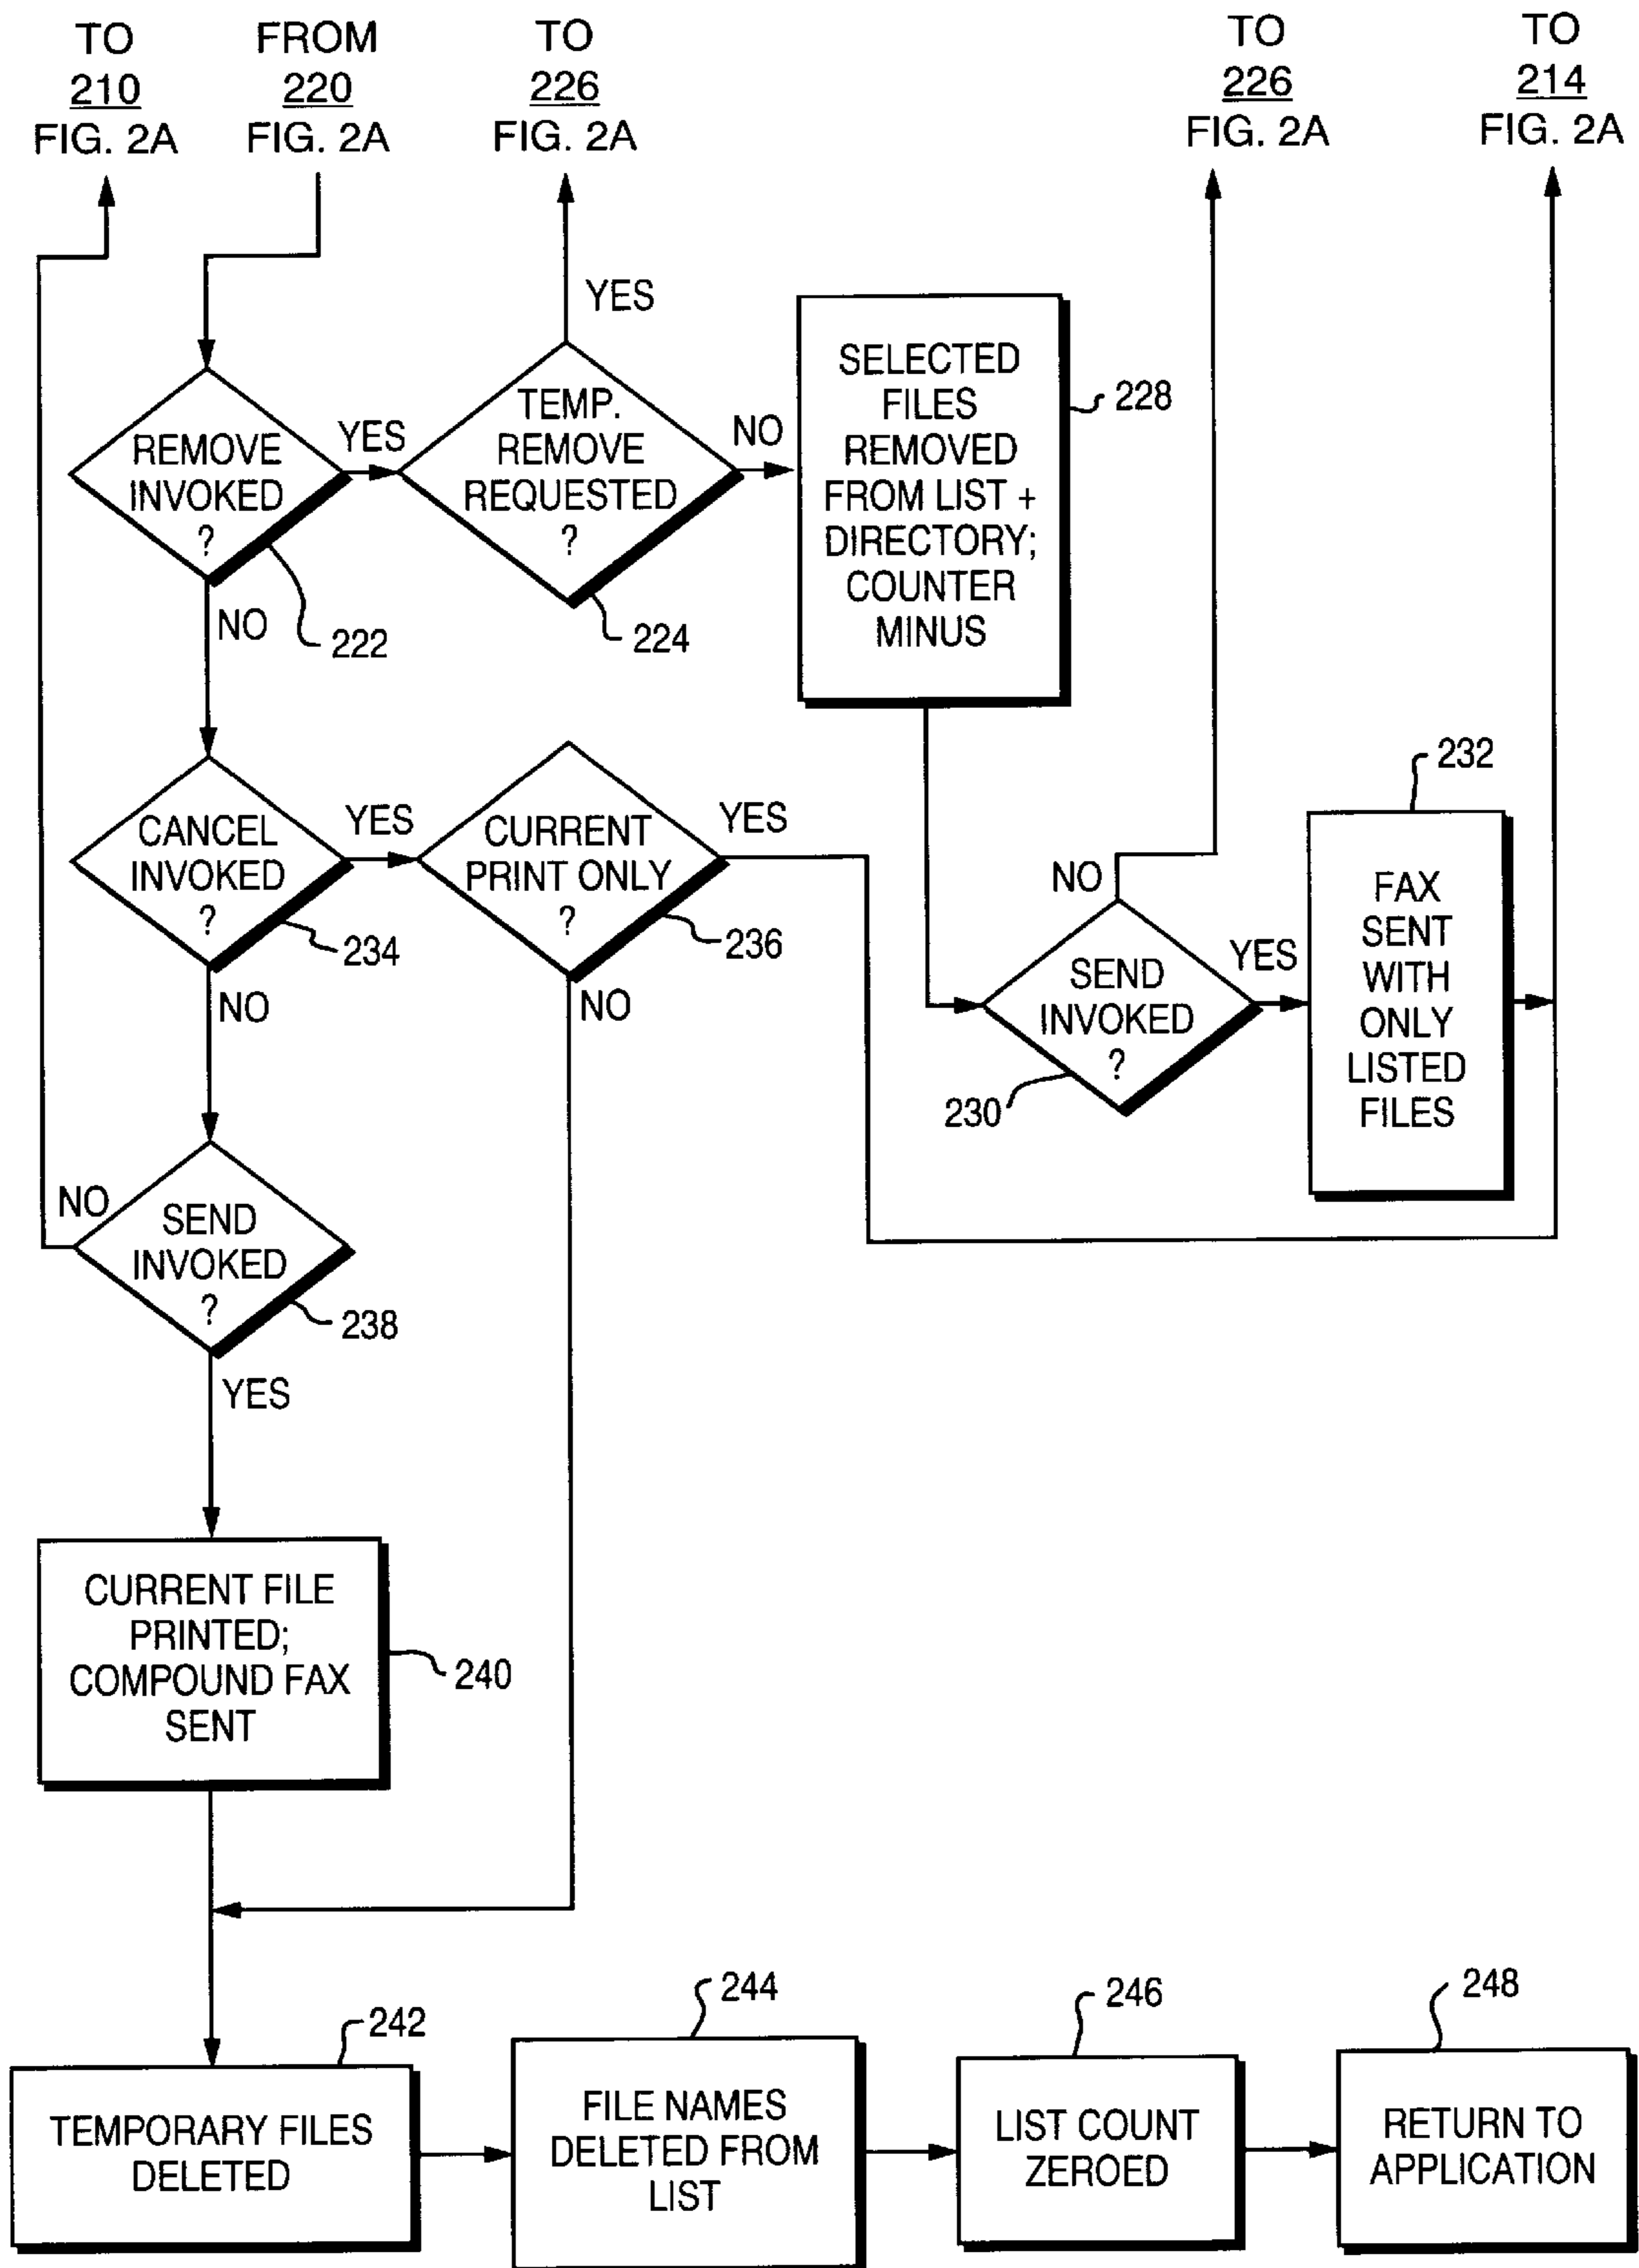 TO
210
FIG. 2A
FROM
220
FIG. 2A
TO
226
FIG. 2A
TO
226
FIG. 2A
TO
214
FIG. 2A
REMOVE
INVOKED
?
222
YES
NO
TEMP.
REMOVE
REQUESTED
?
224
YES
NO
SELECTED
FILES
REMOVED
FROM LIST +
DIRECTORY;
COUNTER
MINUS
228
CANCEL
INVOKED
?
234
YES
NO
CURRENT
PRINT ONLY
?
236
YES
NO
SEND
INVOKED
?
230
NO
YES
FAX
SENT
WITH
ONLY
LISTED
FILES
232
SEND
INVOKED
?
238
NO
YES
CURRENT FILE
PRINTED;
COMPOUND FAX
SENT
240
TEMPORARY FILES
DELETED
242
FILE NAMES
DELETED FROM
LIST
244
LIST COUNT
ZEROED
246
RETURN TO
APPLICATION
248